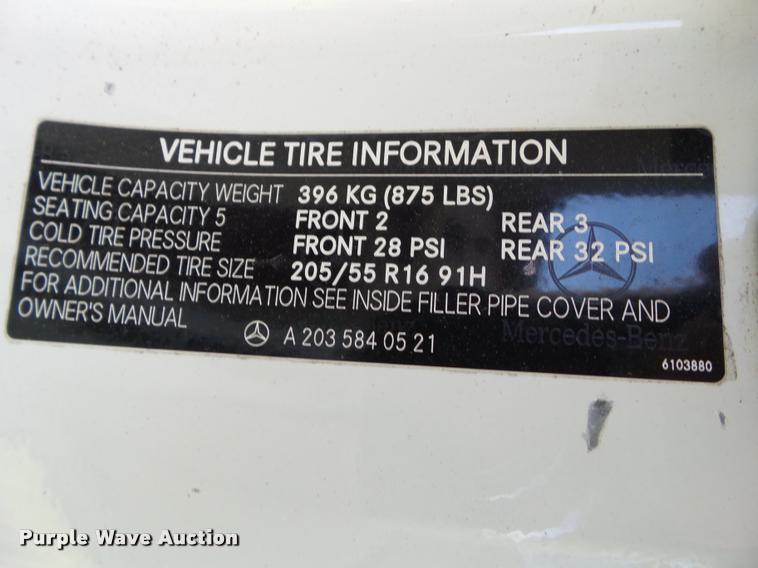 VEHICLE TIRE INFORMATION
VEHICLE CAPACITY WEIGHT 396 KG (875 LBS)
SEATING CAPACITY 5 FRONT 2 REAR 3
COLD TIRE PRESSURE FRONT 28 PSI REAR 32 PSI
RECOMMENDED TIRE SIZE 205/55 R16 91H
FOR ADDITIONAL INFORMATION SEE INSIDE FILLER PIPE COVER AND
OWNER'S MANUAL
A 203 584 05 21
Mercedes-Benz
6103880
Purple Wave Auction